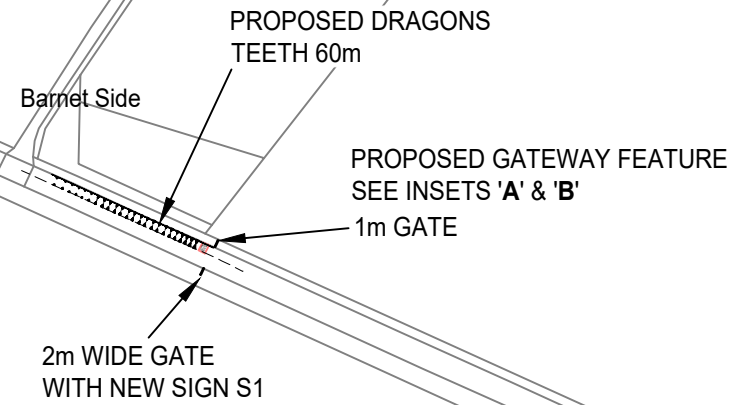 PROPOSED DRAGONS
TEETH 60m
Barnet Side
PROPOSED GATEWAY FEATURE
SEE INSETS 'A' & 'B'
1m GATE
2m WIDE GATE
WITH NEW SIGN S1